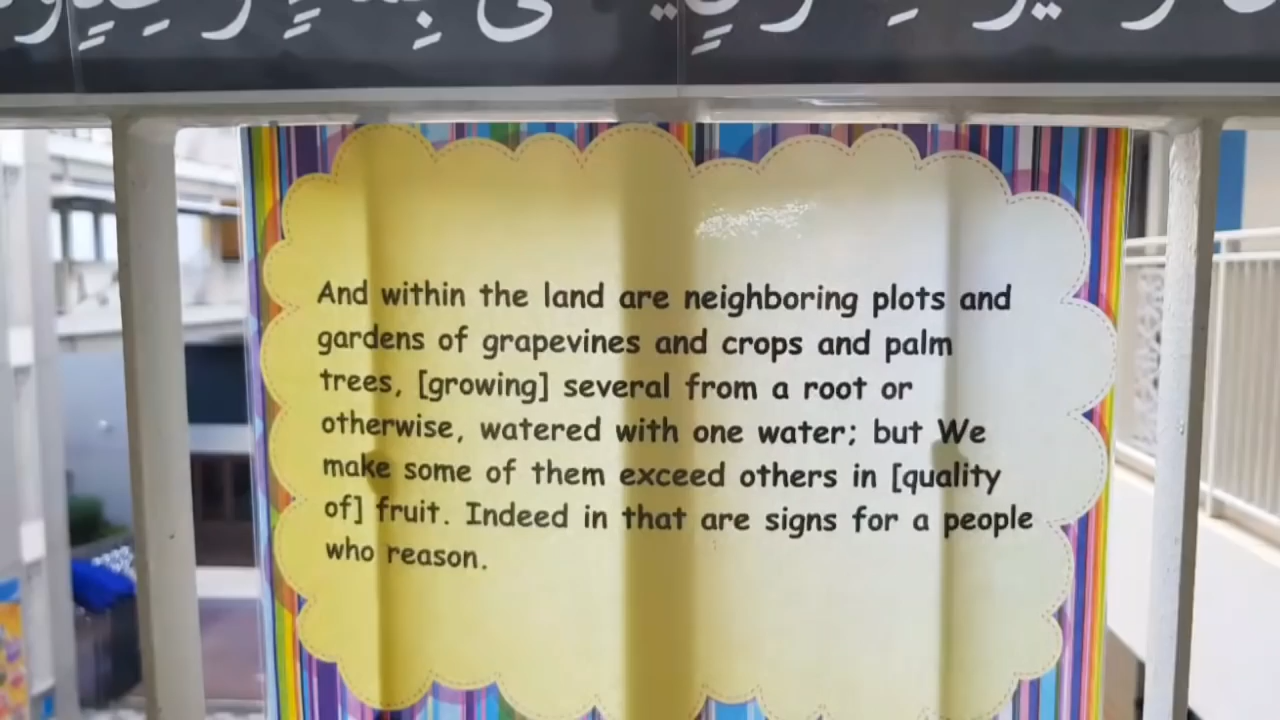 And within the land are neighboring plots and
gardens of grapevines and crops and palm
trees, [growing] several from a root or
otherwise, watered with one water; but We
make some of them exceed others in [quality
of] fruit. Indeed in that are signs for a people
who reason.